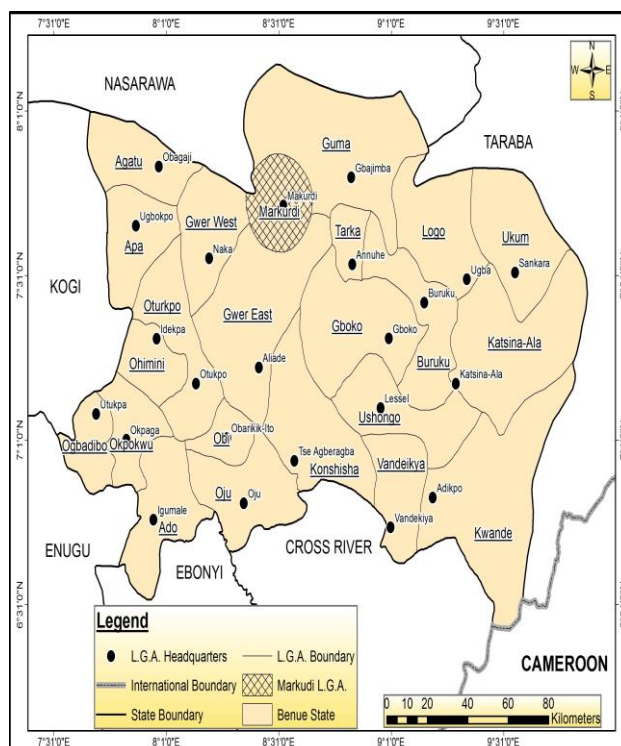 7°31'0"E 8°1'0"E 8°31'0"E 9°1'0"E 9°31'0"E
N
W E
S
NASARAWA
8°1'0"N
TARABA
Guma
Agatu
Obagaji
Gbajimba
Makurdi
Markurdi
Ugbokpo
Gwer West
Apa
Tarka
Logo
Ukum
Naka
Annuhe
Ugba
Sankara
7°31'0"N
KOGI
Oturkpo
Buruku
Gwer East
Gboko
Idekpa
Gboko
Katsina-Ala
Ohimini
Aliade
Buruku
Otukpo
Katsina-Ala
Lessel
Ushongo
Utukpa
Okpaga
Obarikik-Ito
Obi
Ogbadibo
Okpokwu
7°1'0"N
Tse Agberagba
Konshisha
Vandeikya
Oju
Oju
Adikpo
Igumale
Ado
Vandekiya
Kwande
ENUGU
EBONYI
CROSS RIVER
6°31'0"N
CAMEROON
Legend
L.G.A. Headquarters
L.G.A. Boundary
International Boundary
Markudi L.G.A.
State Boundary
Benue State
0 10 20 40 60 80
Kilometers
7°31'0"E 8°1'0"E 8°31'0"E 9°1'0"E 9°31'0"E